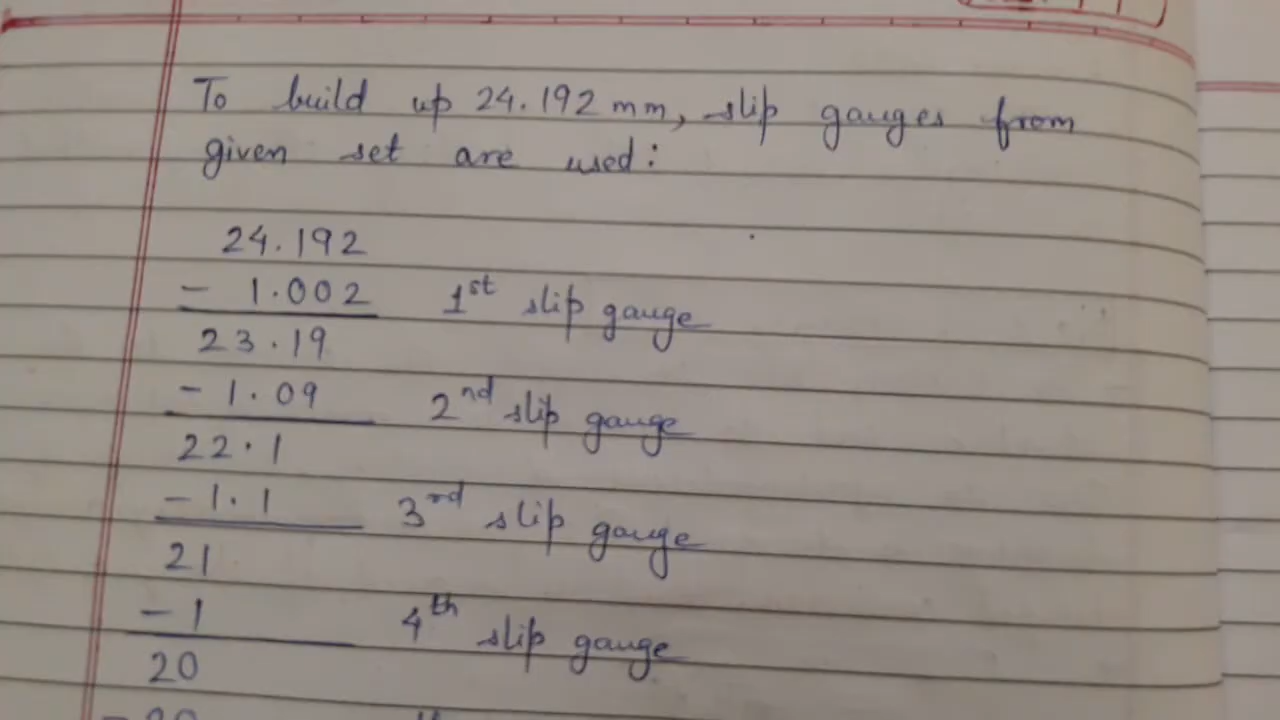 To build up 24.192 mm, slip gauges from
given set are used:
24.192
- 1.002 1st slip gauge
23.19
- 1.09 2nd slip gauge
22.1
- 1.1 3rd slip gauge
21
- 1 4th slip gauge
20